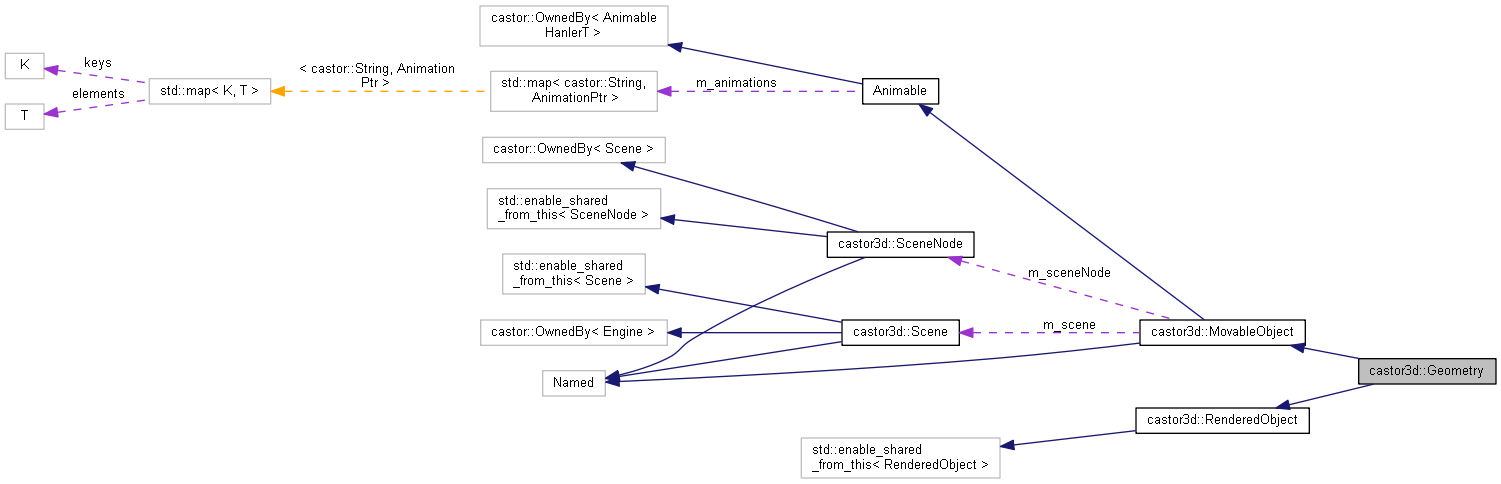 castor::OwnedBy< Animable
HanlerT >
K
keys
< castor::String, Animation
Ptr >
std::map< K, T >
elements
T
std::map< castor::String,
AnimationPtr >
m_animations
Animable
castor::OwnedBy< Scene >
std::enable_shared
_from_this< SceneNode >
castor3d::SceneNode
m_sceneNode
std::enable_shared
_from_this< Scene >
castor::OwnedBy< Engine >
castor3d::Scene
m_scene
castor3d::MovableObject
Named
castor3d::Geometry
castor3d::RenderedObject
std::enable_shared
_from_this< RenderedObject >